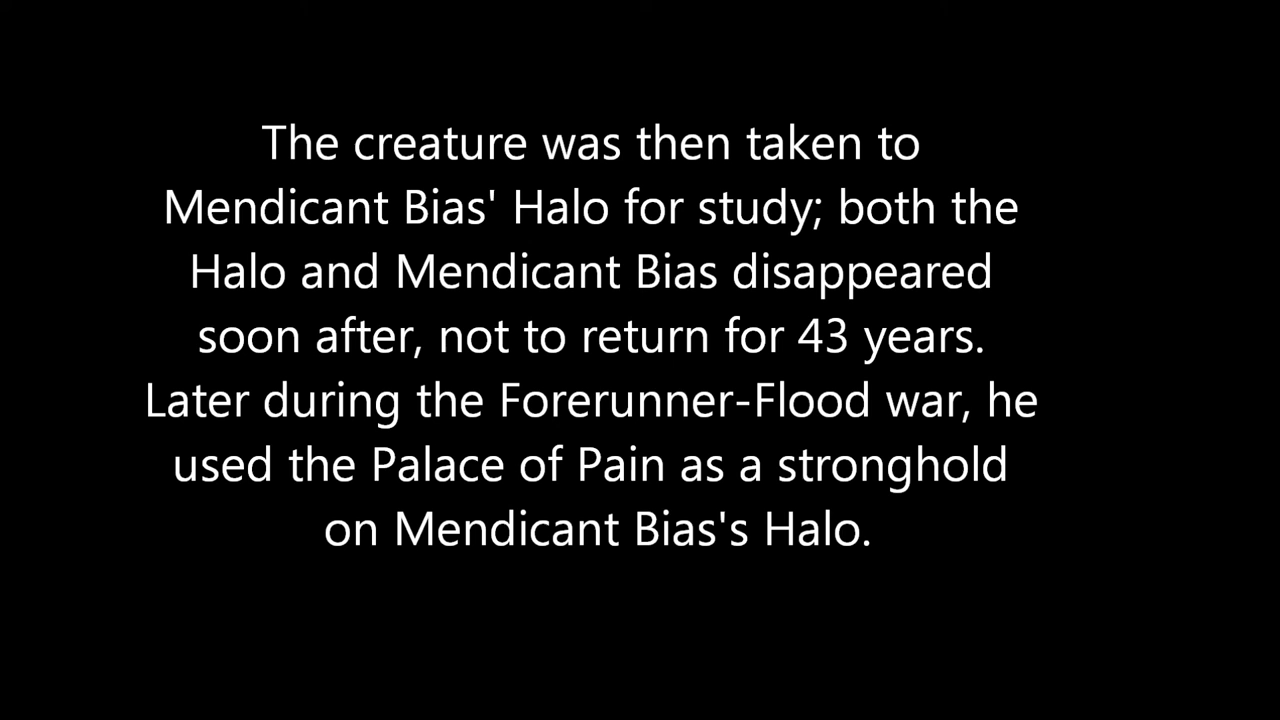 The creature was then taken to
Mendicant Bias' Halo for study; both the
Halo and Mendicant Bias disappeared
soon after, not to return for 43 years.
Later during the Forerunner-Flood war, he
used the Palace of Pain as a stronghold
on Mendicant Bias's Halo.